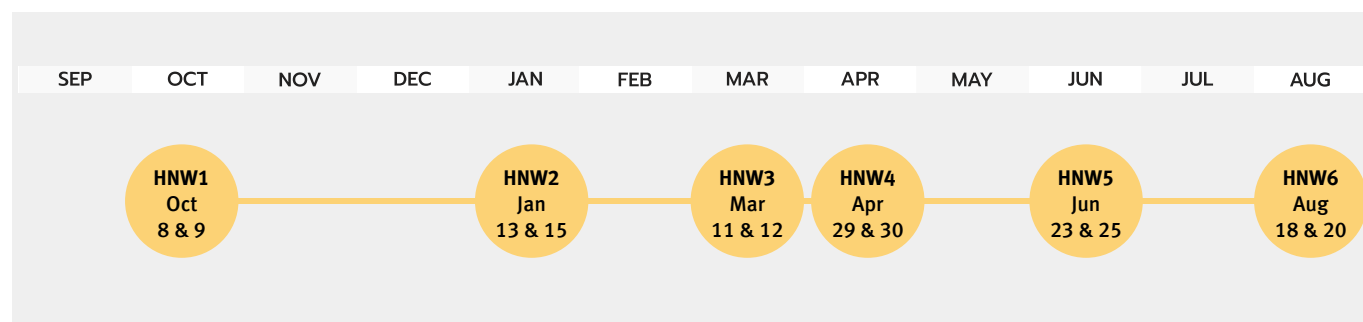 SEP OCT NOV DEC JAN FEB MAR APR MAY JUN JUL AUG
HNW1
Oct
8 & 9
HNW2
Jan
13 & 15
HNW3
Mar
11 & 12
HNW4
Apr
29 & 30
HNW5
Jun
23 & 25
HNW6
Aug
18 & 20